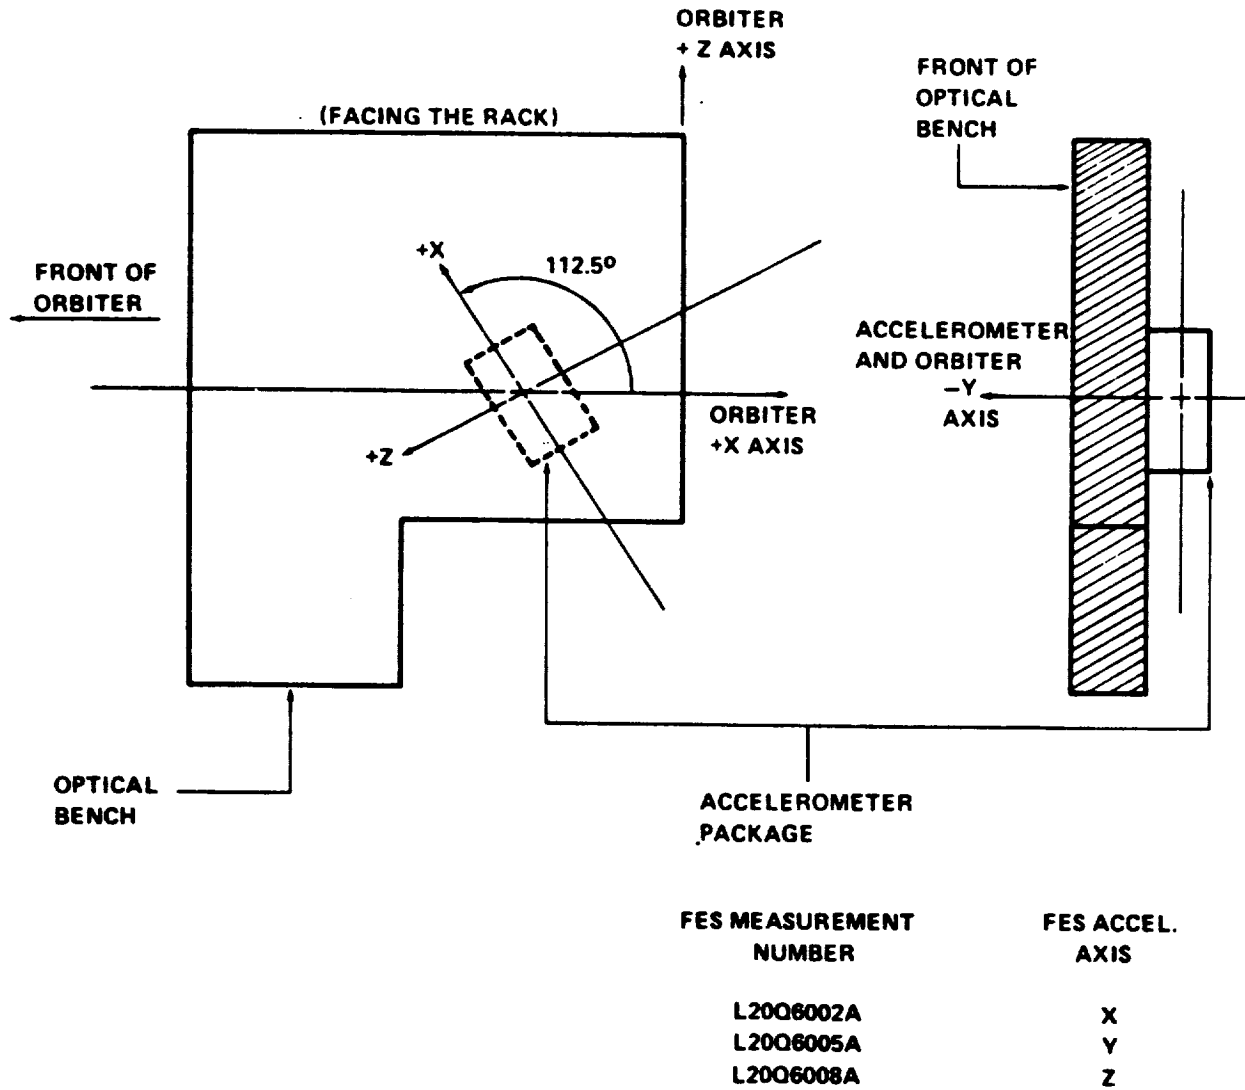 ORBITER
+ Z AXIS
FRONT OF
OPTICAL
BENCH
(FACING THE RACK)
+X
112.5º
FRONT OF
ORBITER
ACCELEROMETER
AND ORBITER
−Y
AXIS
ORBITER
+X AXIS
+Z
OPTICAL
BENCH
ACCELEROMETER
PACKAGE
FES MEASUREMENT
NUMBER
FES ACCEL.
AXIS
L20Q6002A X
L20Q6005A Y
L20Q6008A Z